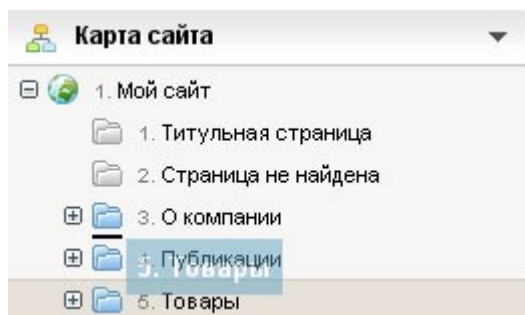 Карта сайта
1. Мой сайт
1. Титульная страница
2. Страница не найдена
3. О компании
4. Публикации
5. Товары
5. Товары